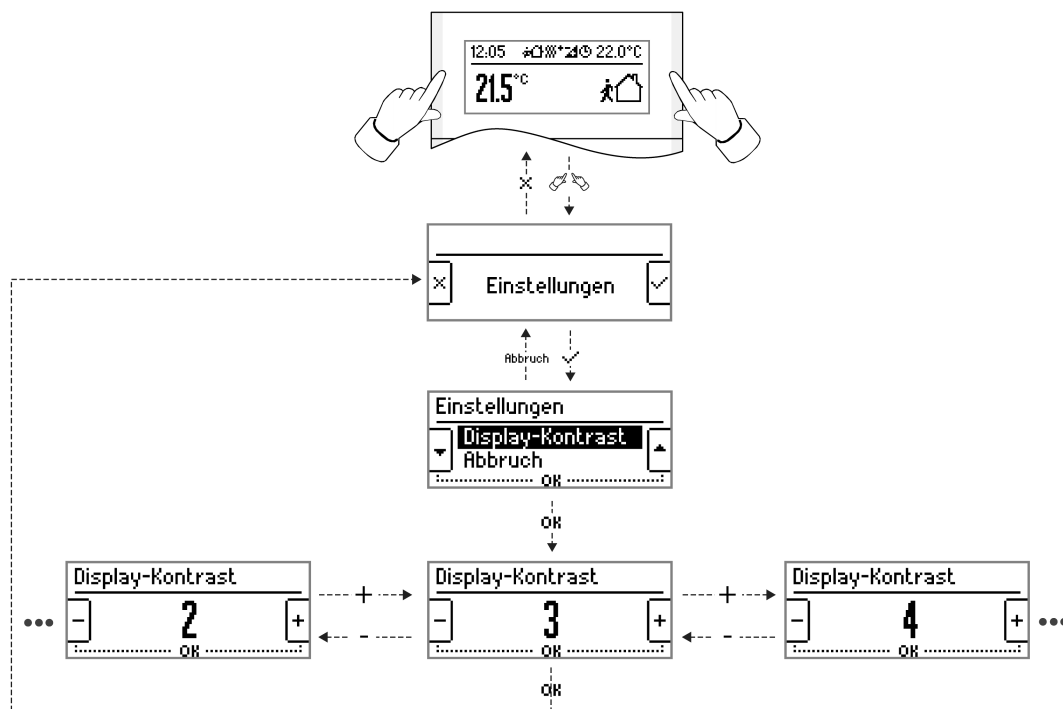 12:05 22.0°C
21.5°C
×
× Einstellungen ✓
Abbruch ✓
Einstellungen
Display-Kontrast
Abbruch
OK
OK
Display-Kontrast
- 2 +
OK
+
-
Display-Kontrast
- 3 +
OK
+
-
Display-Kontrast
- 4 +
OK
OK